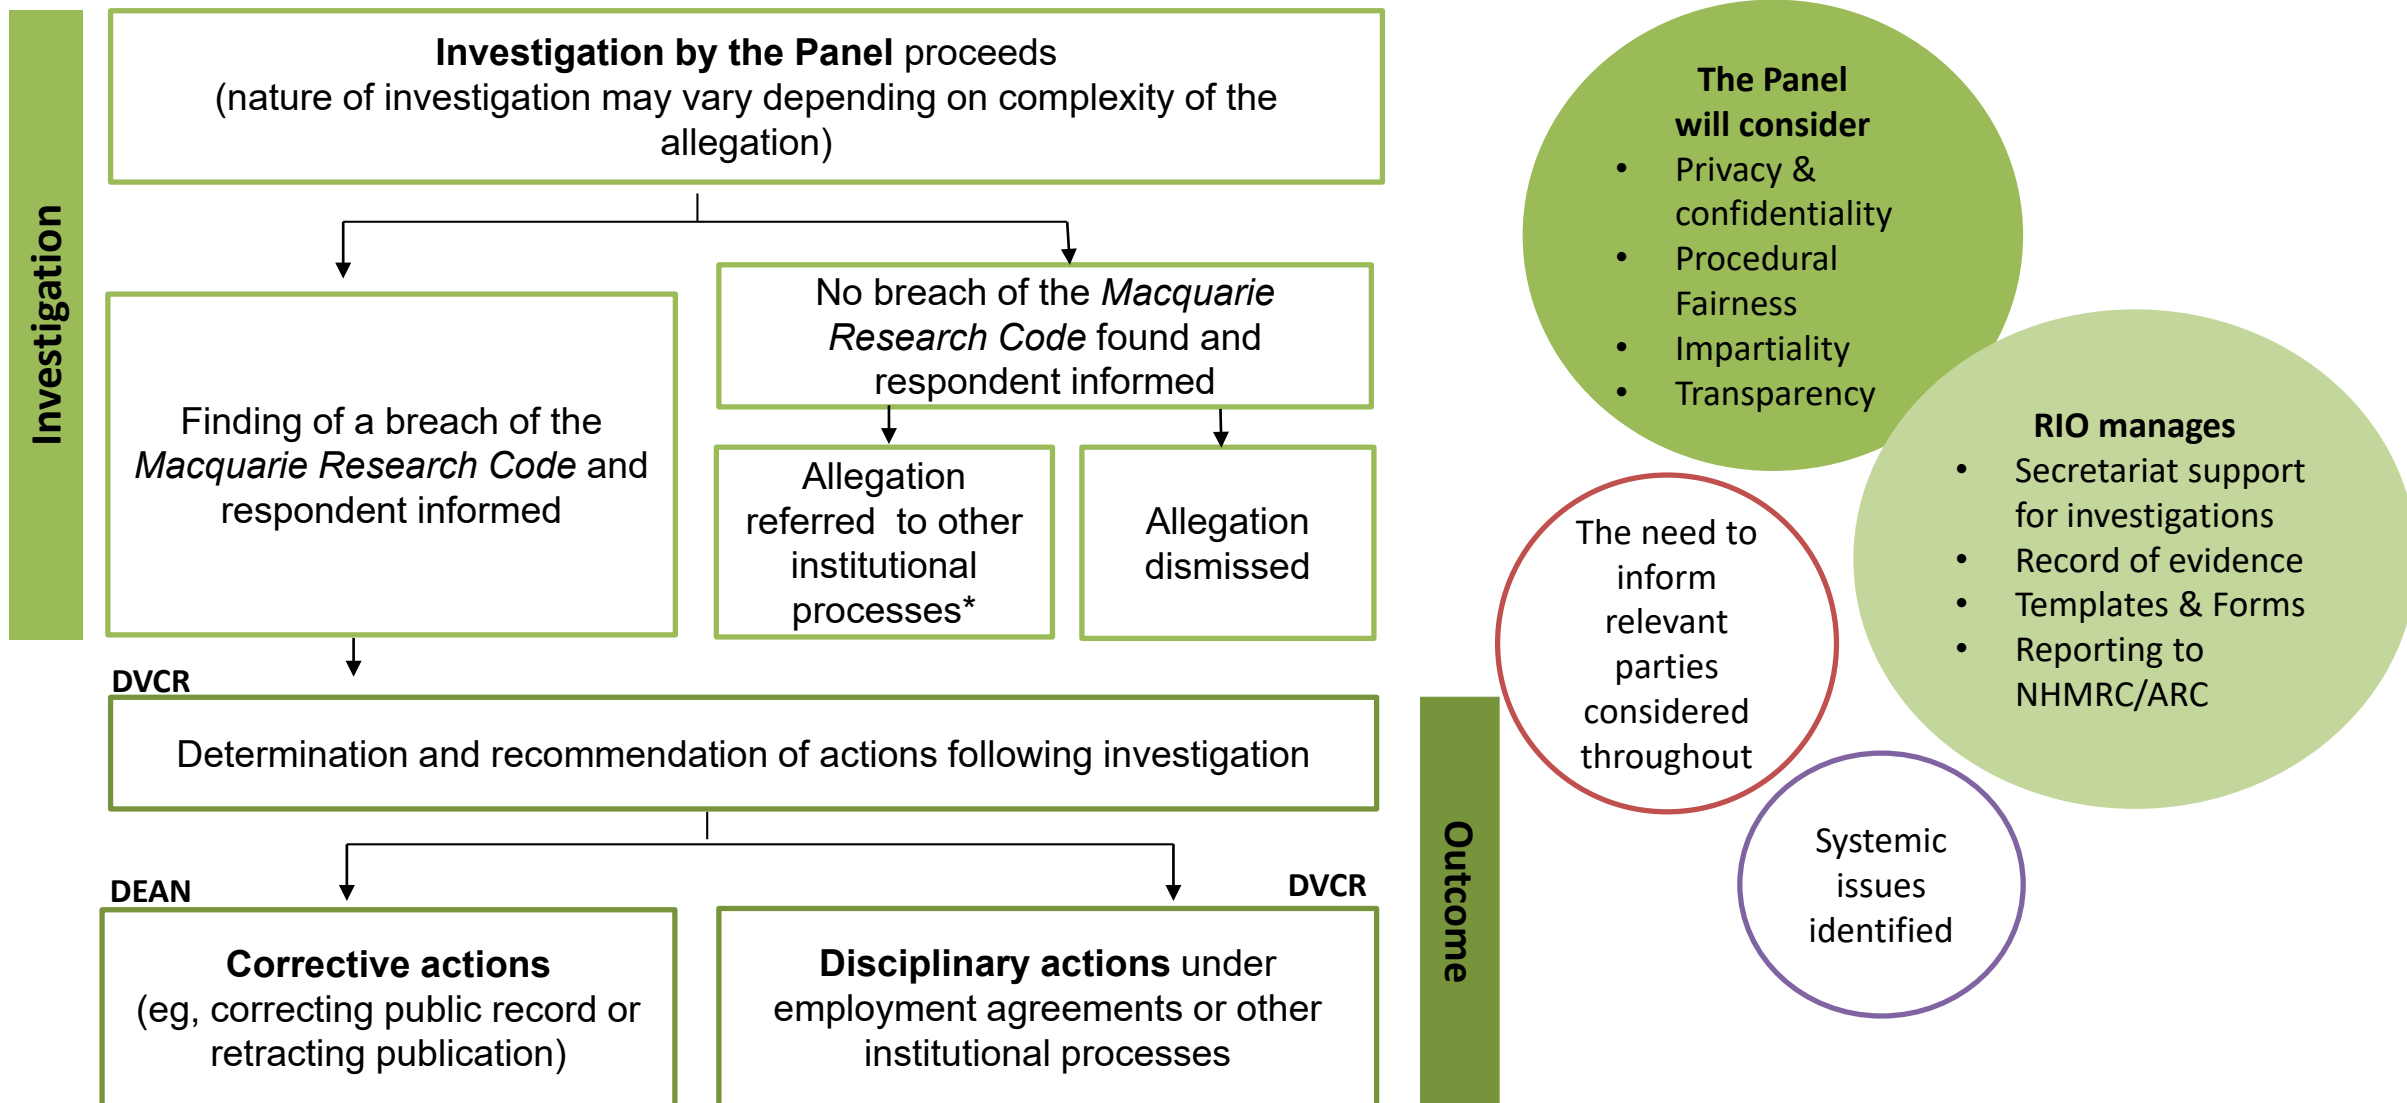 Investigation
Investigation by the Panel proceeds
(nature of investigation may vary depending on complexity of the
allegation)
Finding of a breach of the
Macquarie Research Code and
respondent informed
No breach of the Macquarie
Research Code found and
respondent informed
Allegation
referred  to other
institutional
processes*
Allegation
dismissed
DVCR
Determination and recommendation of actions following investigation
DEAN
Corrective actions
(eg, correcting public record or
retracting publication)
DVCR
Disciplinary actions under
employment agreements or other
institutional processes
Outcome
The Panel
will consider
• Privacy &
confidentiality
• Procedural
Fairness
• Impartiality
• Transparency
RIO manages
• Secretariat support
for investigations
• Record of evidence
• Templates & Forms
• Reporting to
NHMRC/ARC
The need to
inform
relevant
parties
considered
throughout
Systemic
issues
identified